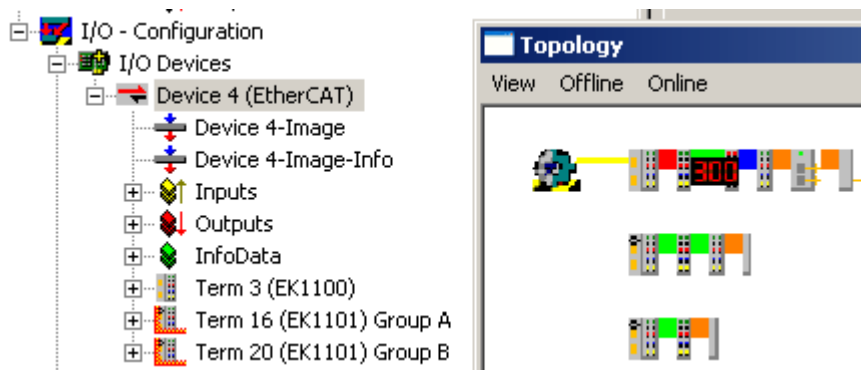 I/O - Configuration
I/O Devices
Device 4 (EtherCAT)
Device 4-Image
Device 4-Image-Info
Inputs
Outputs
InfoData
Term 3 (EK1100)
Term 16 (EK1101) Group A
Term 20 (EK1101) Group B
Topology
View Offline Online
300